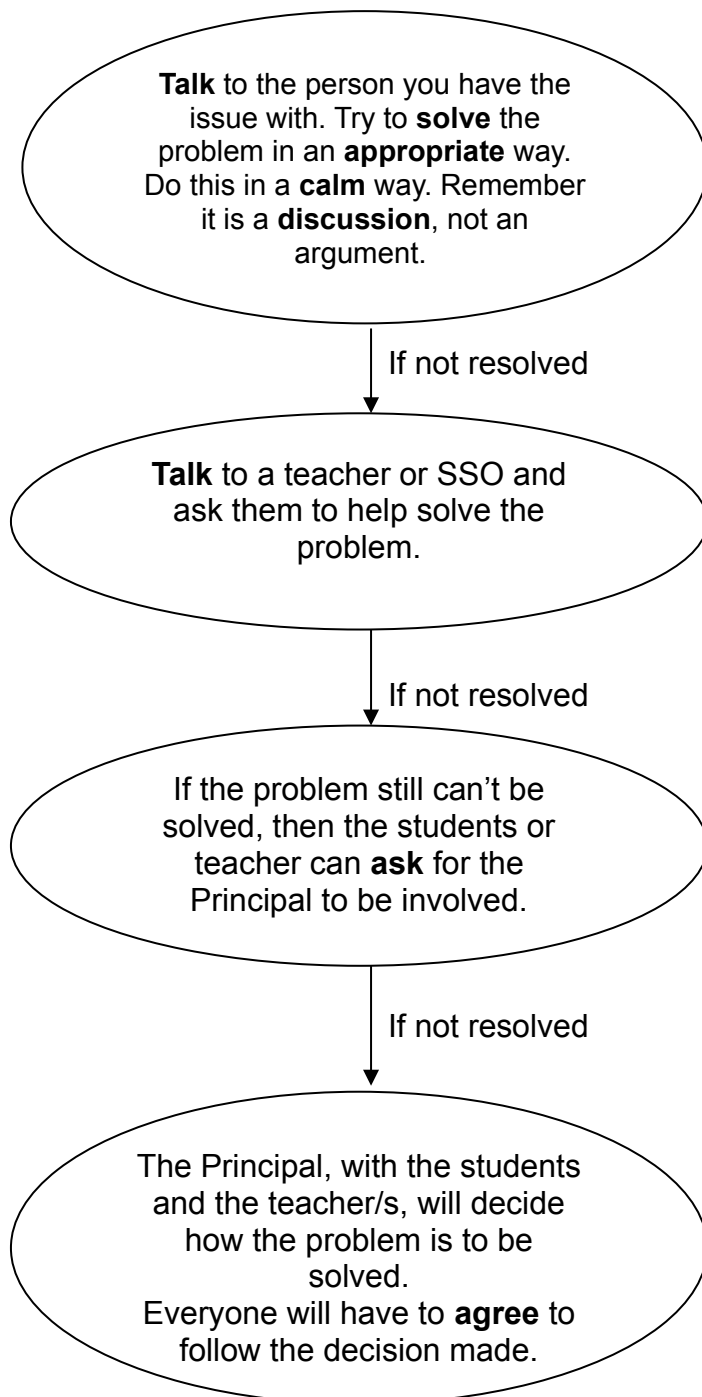 Talk to the person you have the
issue with. Try to solve the
problem in an appropriate way.
Do this in a calm way. Remember
it is a discussion, not an
argument.
If not resolved
Talk to a teacher or SSO and
ask them to help solve the
problem.
If not resolved
If the problem still can’t be
solved, then the students or
teacher can ask for the
Principal to be involved.
If not resolved
The Principal, with the students
and the teacher/s, will decide
how the problem is to be
solved.
Everyone will have to agree to
follow the decision made.